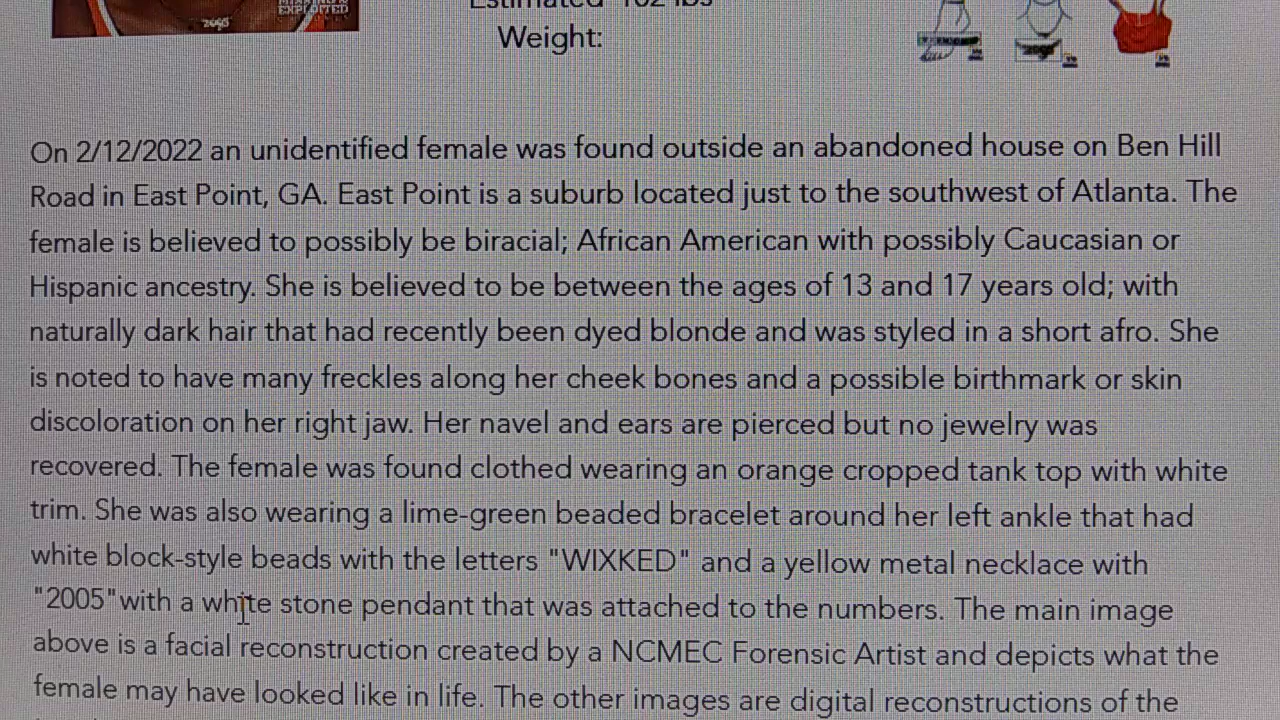 2005
EXPLOITED
Weight:
On 2/12/2022 an unidentified female was found outside an abandoned house on Ben Hill
Road in East Point, GA. East Point is a suburb located just to the southwest of Atlanta. The
female is believed to possibly be biracial; African American with possibly Caucasian or
Hispanic ancestry. She is believed to be between the ages of 13 and 17 years old; with
naturally dark hair that had recently been dyed blonde and was styled in a short afro. She
is noted to have many freckles along her cheek bones and a possible birthmark or skin
discoloration on her right jaw. Her navel and ears are pierced but no jewelry was
recovered. The female was found clothed wearing an orange cropped tank top with white
trim. She was also wearing a lime-green beaded bracelet around her left ankle that had
white block-style beads with the letters "WIXKED" and a yellow metal necklace with
"2005"with a white stone pendant that was attached to the numbers. The main image
above is a facial reconstruction created by a NCMEC Forensic Artist and depicts what the
female may have looked like in life. The other images are digital reconstructions of the